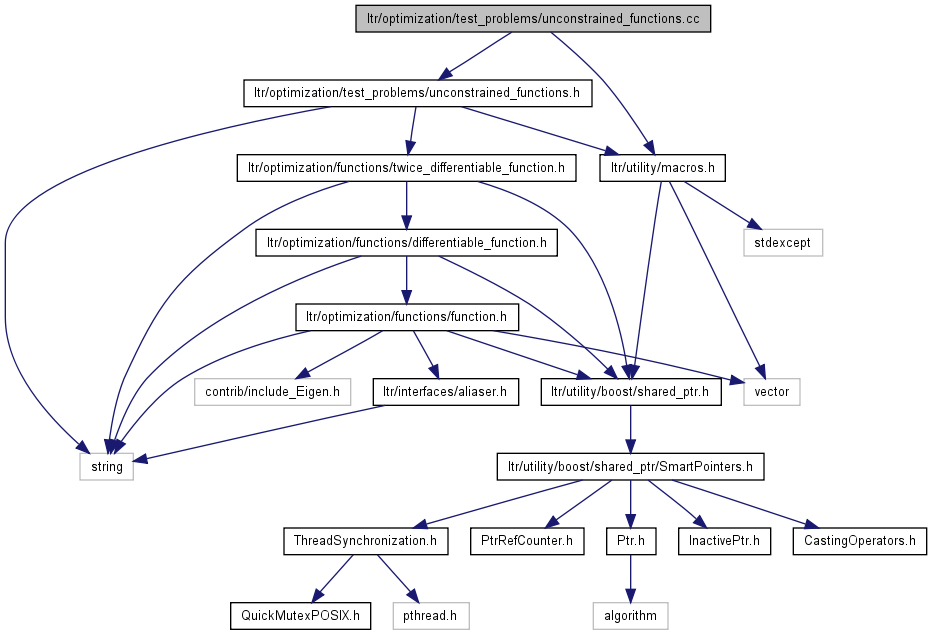 ltr/optimization/test_problems/unconstrained_functions.cc
ltr/optimization/test_problems/unconstrained_functions.h
ltr/optimization/functions/twice_differentiable_function.h
ltr/utility/macros.h
ltr/optimization/functions/differentiable_function.h
stdexcept
ltr/optimization/functions/function.h
contrib/include_Eigen.h
ltr/interfaces/aliaser.h
ltr/utility/boost/shared_ptr.h
vector
string
ltr/utility/boost/shared_ptr/SmartPointers.h
ThreadSynchronization.h
PtrRefCounter.h
Ptr.h
InactivePtr.h
CastingOperators.h
QuickMutexPOSIX.h
pthread.h
algorithm